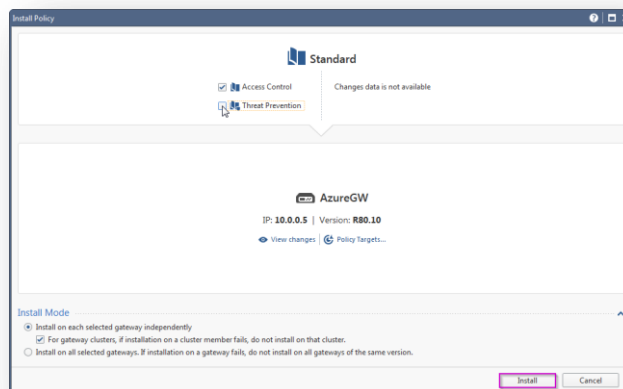 Install Policy
Standard
Access Control
Changes data is not available
Threat Prevention
AzureGW
IP: 10.0.0.5 | Version: R80.10
View changes | Policy Targets...
Install Mode
Install on each selected gateway independently
For gateway clusters, if installation on a cluster member fails, do not install on that cluster.
Install on all selected gateways. If installation on a gateway fails, do not install on all gateways of the same version.
Install Cancel